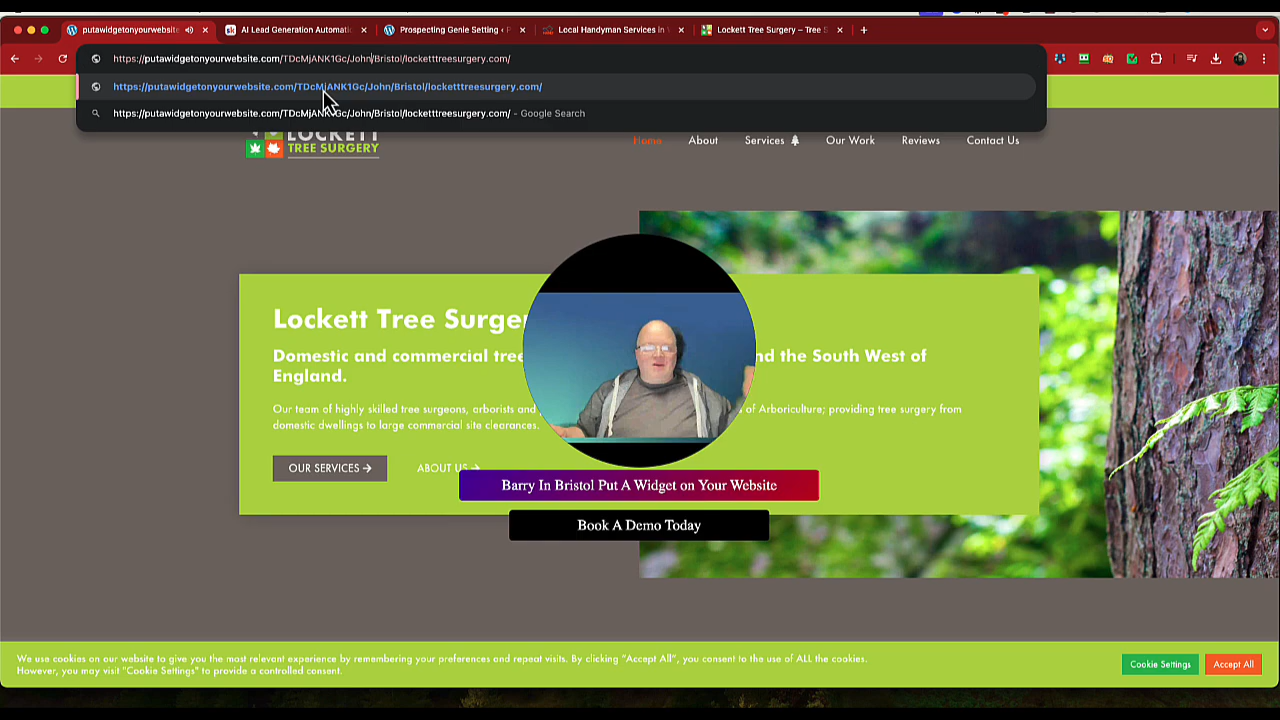 putawidgetonyourwebsite
AI Lead Generation Automati
Prospecting Genie Setting ‹ P
Local Handyman Services in
Lockett Tree Surgery – Tree S
https://putawidgetonyourwebsite.com/TDcMjANK1Gc/John/Bristol/locketttreesurgery.com/
https://putawidgetonyourwebsite.com/TDcMjANK1Gc/John/Bristol/locketttreesurgery.com/
https://putawidgetonyourwebsite.com/TDcMjANK1Gc/John/Bristol/locketttreesurgery.com/ - Google Search
LOCKETT
TREE SURGERY
Home
About
Services
Our Work
Reviews
Contact Us
Lockett Tree Surger
Domestic and commercial tree nd the South West of
England.
Our team of highly skilled tree surgeons, arborists and of Arboriculture; providing tree surgery from
domestic dwellings to large commercial site clearances.
OUR SERVICES →
ABOUT US →
Barry In Bristol Put A Widget on Your Website
Book A Demo Today
We use cookies on our website to give you the most relevant experience by remembering your preferences and repeat visits. By clicking “Accept All”, you consent to the use of ALL the cookies.
However, you may visit "Cookie Settings" to provide a controlled consent.
Cookie Settings
Accept All